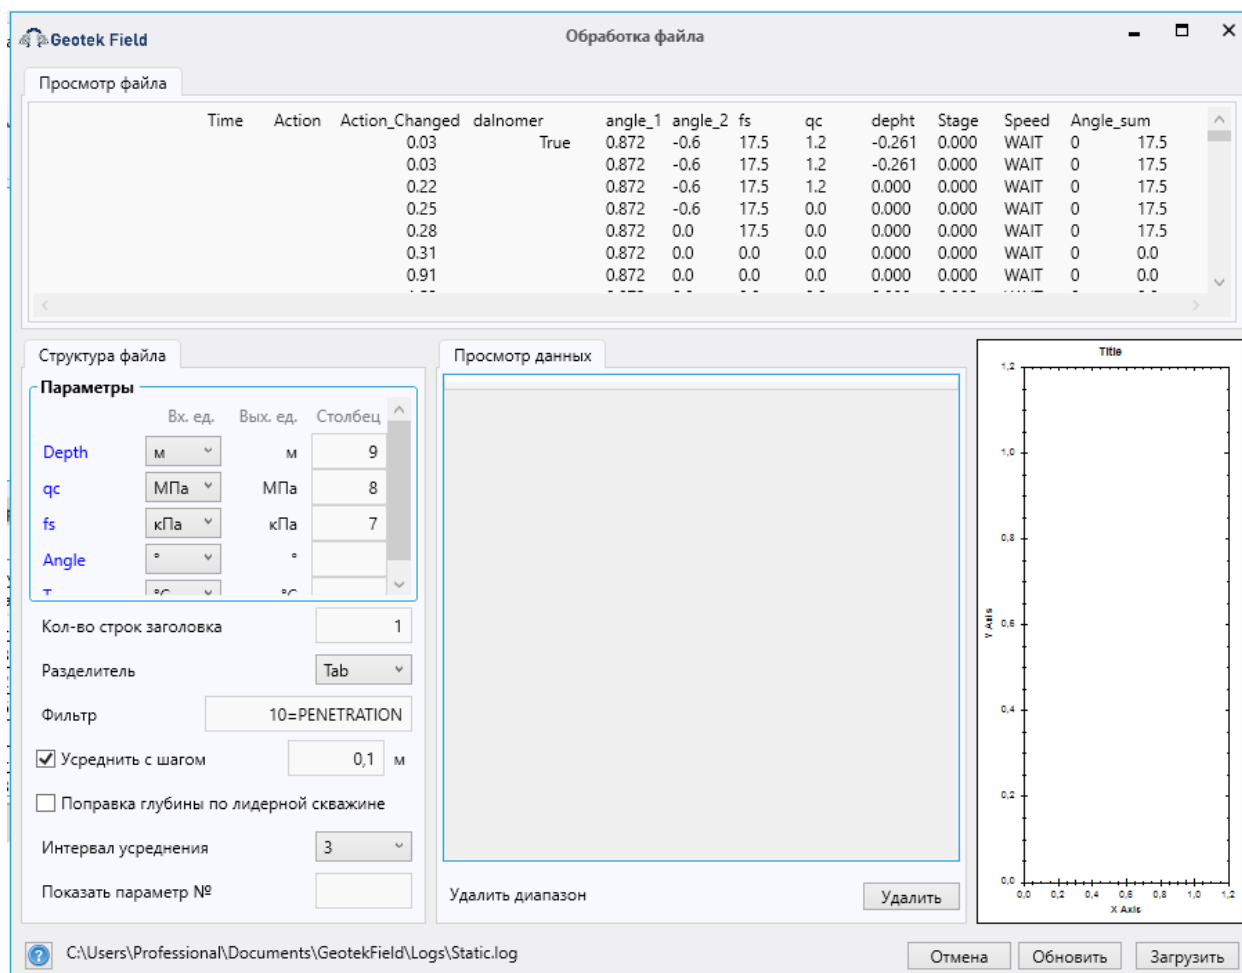 Geotek Field
Обработка файла
Просмотр файла
Time Action Action_Changed dalnomer angle_1 angle_2 fs qc depht Stage Speed Angle_sum
0.03 True 0.872 -0.6 17.5 1.2 -0.261 0.000 WAIT 0 17.5
0.03 0.872 -0.6 17.5 1.2 -0.261 0.000 WAIT 0 17.5
0.22 0.872 -0.6 17.5 1.2 0.000 0.000 WAIT 0 17.5
0.25 0.872 -0.6 17.5 0.0 0.000 0.000 WAIT 0 17.5
0.28 0.872 0.0 17.5 0.0 0.000 0.000 WAIT 0 17.5
0.31 0.872 0.0 0.0 0.0 0.000 0.000 WAIT 0 0.0
0.91 0.872 0.0 0.0 0.0 0.000 0.000 WAIT 0 0.0
Структура файла
Параметры
Вх. ед. Вых. ед. Столбец
Depth м м 9
qc МПа МПа 8
fs кПа кПа 7
Angle ° °
T °C °C
Кол-во строк заголовка 1
Разделитель Tab
Фильтр 10=PENETRATION
Усреднить с шагом 0,1 м
Поправка глубины по лидерной скважине
Интервал усреднения 3
Показать параметр №
Просмотр данных
Удалить диапазон Удалить
Title
1,2
1,0
0,8
0,6
0,4
0,2
0,0
Y Axis
0,0 0,2 0,4 0,6 0,8 1,0 1,2
X Axis
C:\Users\Professional\Documents\GeotekField\Logs\Static.log
Отмена Обновить Загрузить